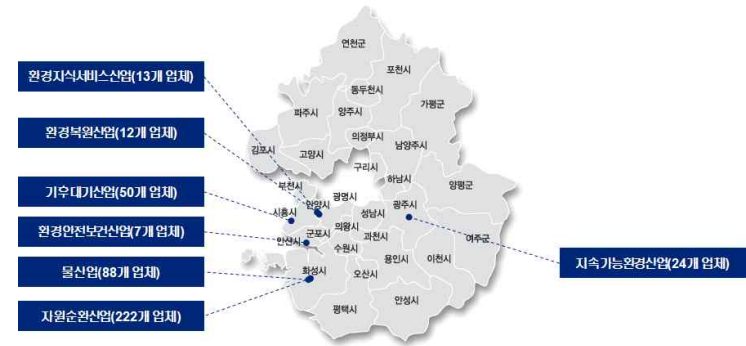 환경지식서비스산업(13개 업체)
환경복원산업(12개 업체)
기후대기산업(50개 업체)
환경안전보건산업(7개 업체)
물산업(88개 업체)
자원순환산업(222개 업체)
지속가능환경산업(24개 업체)
연천군
포천시
동두천시
파주시
양주시
가평군
의정부시
남양주시
김포시
고양시
구리시
하남시
양평군
부천시
광명시
시흥시
안양시
성남시
광주시
여주군
안산시
군포시
의왕시
과천시
수원시
용인시
이천시
화성시
오산시
평택시
안성시